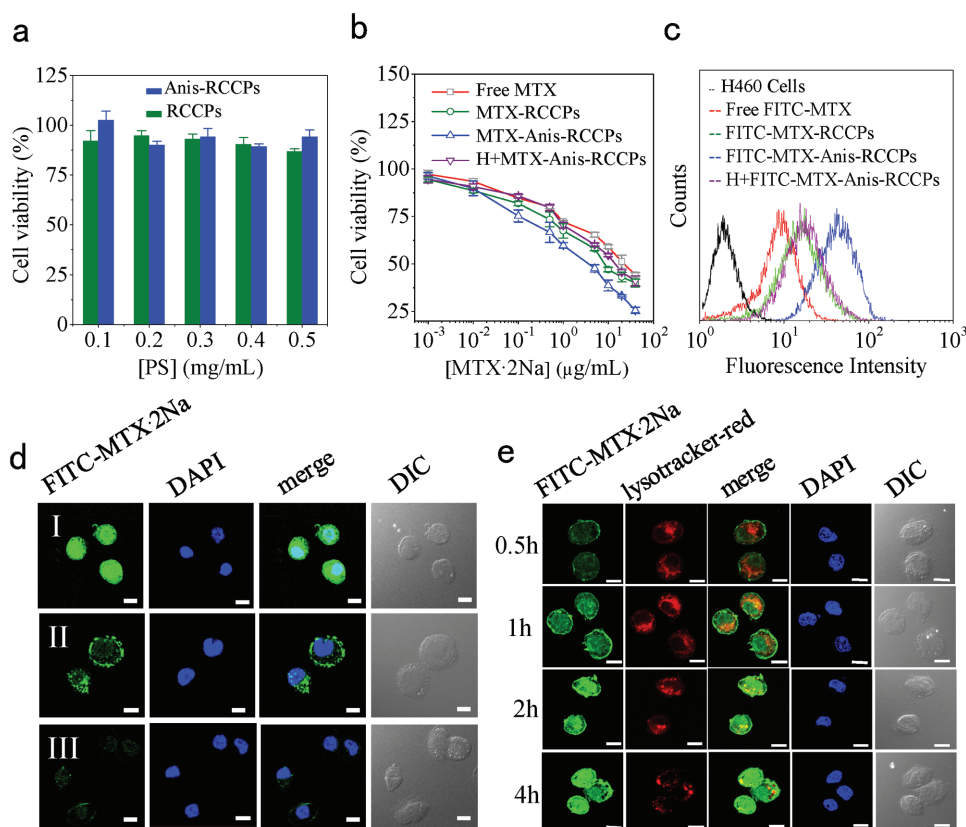 a
Anis-RCCPs
RCCPs
Cell viability (%)
125
100
75
50
25
0
0.1 0.2 0.3 0.4 0.5
[PS] (mg/mL)
b
Free MTX
MTX-RCCPs
MTX-Anis-RCCPs
H+MTX-Anis-RCCPs
Cell viability (%)
150
125
100
75
50
25
10⁻³ 10⁻² 10⁻¹ 10⁰ 10¹ 10²
[MTX·2Na] (µg/mL)
c
H460 Cells
Free FITC-MTX
FITC-MTX-RCCPs
FITC-MTX-Anis-RCCPs
H+FITC-MTX-Anis-RCCPs
Counts
10⁰ 10¹ 10² 10³
Fluorescence Intensity
d
FITC-MTX·2Na DAPI merge DIC
I
II
III
e
FITC-MTX·2Na lysotracker-red merge DAPI DIC
0.5h
1h
2h
4h